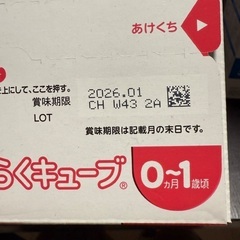 あけくち
上にして、ここを押す。
賞味期限 2026.01
LOT CH W43 2A
賞味期限は記載月の末日です。
らくキューブ®
0~1歳頃
カ月